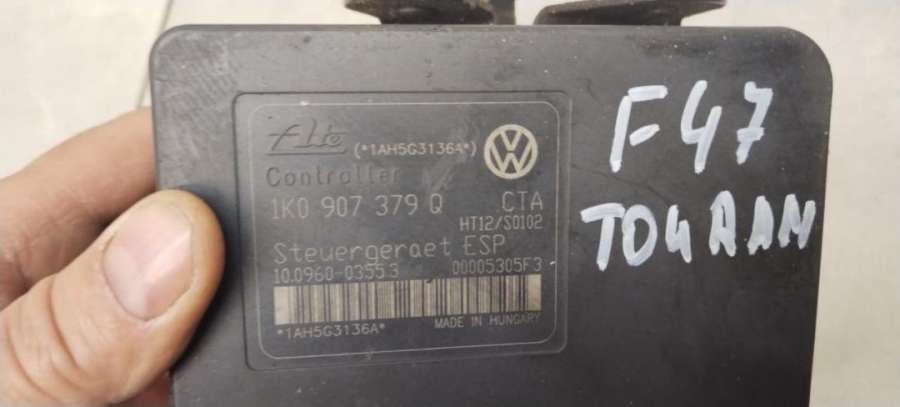 Ate (*1AH5G3136A*)
Controller
1K0 907 379 Q CTA
HT12/S0102
Steuergeraet ESP
10.0960-0355.3 00005305F3
*1AH5G3136A* MADE IN HUNGARY
F47
TOURAN